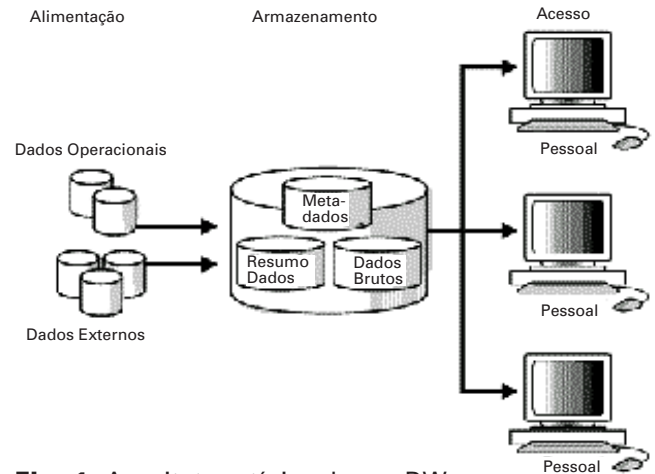 Alimentação
Armazenamento
Acesso
Dados Operacionais
Dados Externos
Meta-
dados
Resumo
Dados
Dados
Brutos
Pessoal
Pessoal
Pessoal